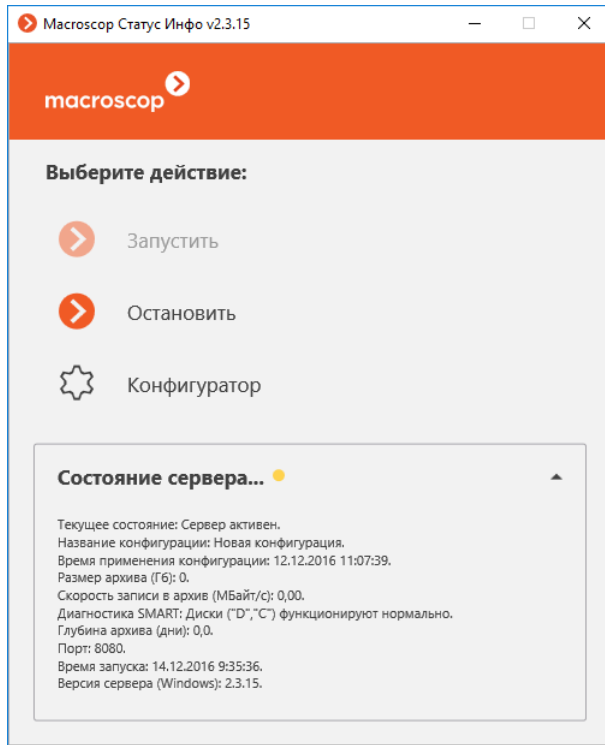 Macroscop Статус Инфо v2.3.15
macroscop
Выберите действие:
Запустить
Остановить
Конфигуратор
Состояние сервера...
Текущее состояние: Сервер активен.
Название конфигурации: Новая конфигурация.
Время применения конфигурации: 12.12.2016 11:07:39.
Размер архива (Гб): 0.
Скорость записи в архив (МБайт/с): 0,00.
Диагностика SMART: Диски ("D","C") функционируют нормально.
Глубина архива (дни): 0,0.
Порт: 8080.
Время запуска: 14.12.2016 9:35:36.
Версия сервера (Windows): 2.3.15.